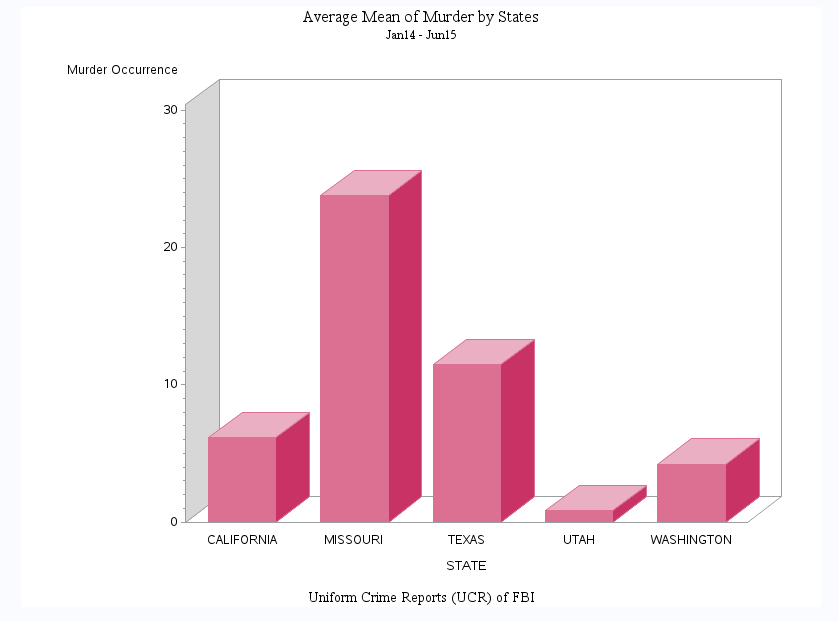 Average Mean of Murder by States
Jan14 - Jun15
Murder Occurrence
30
20
10
0
CALIFORNIA MISSOURI TEXAS UTAH WASHINGTON
STATE
Uniform Crime Reports (UCR) of FBI